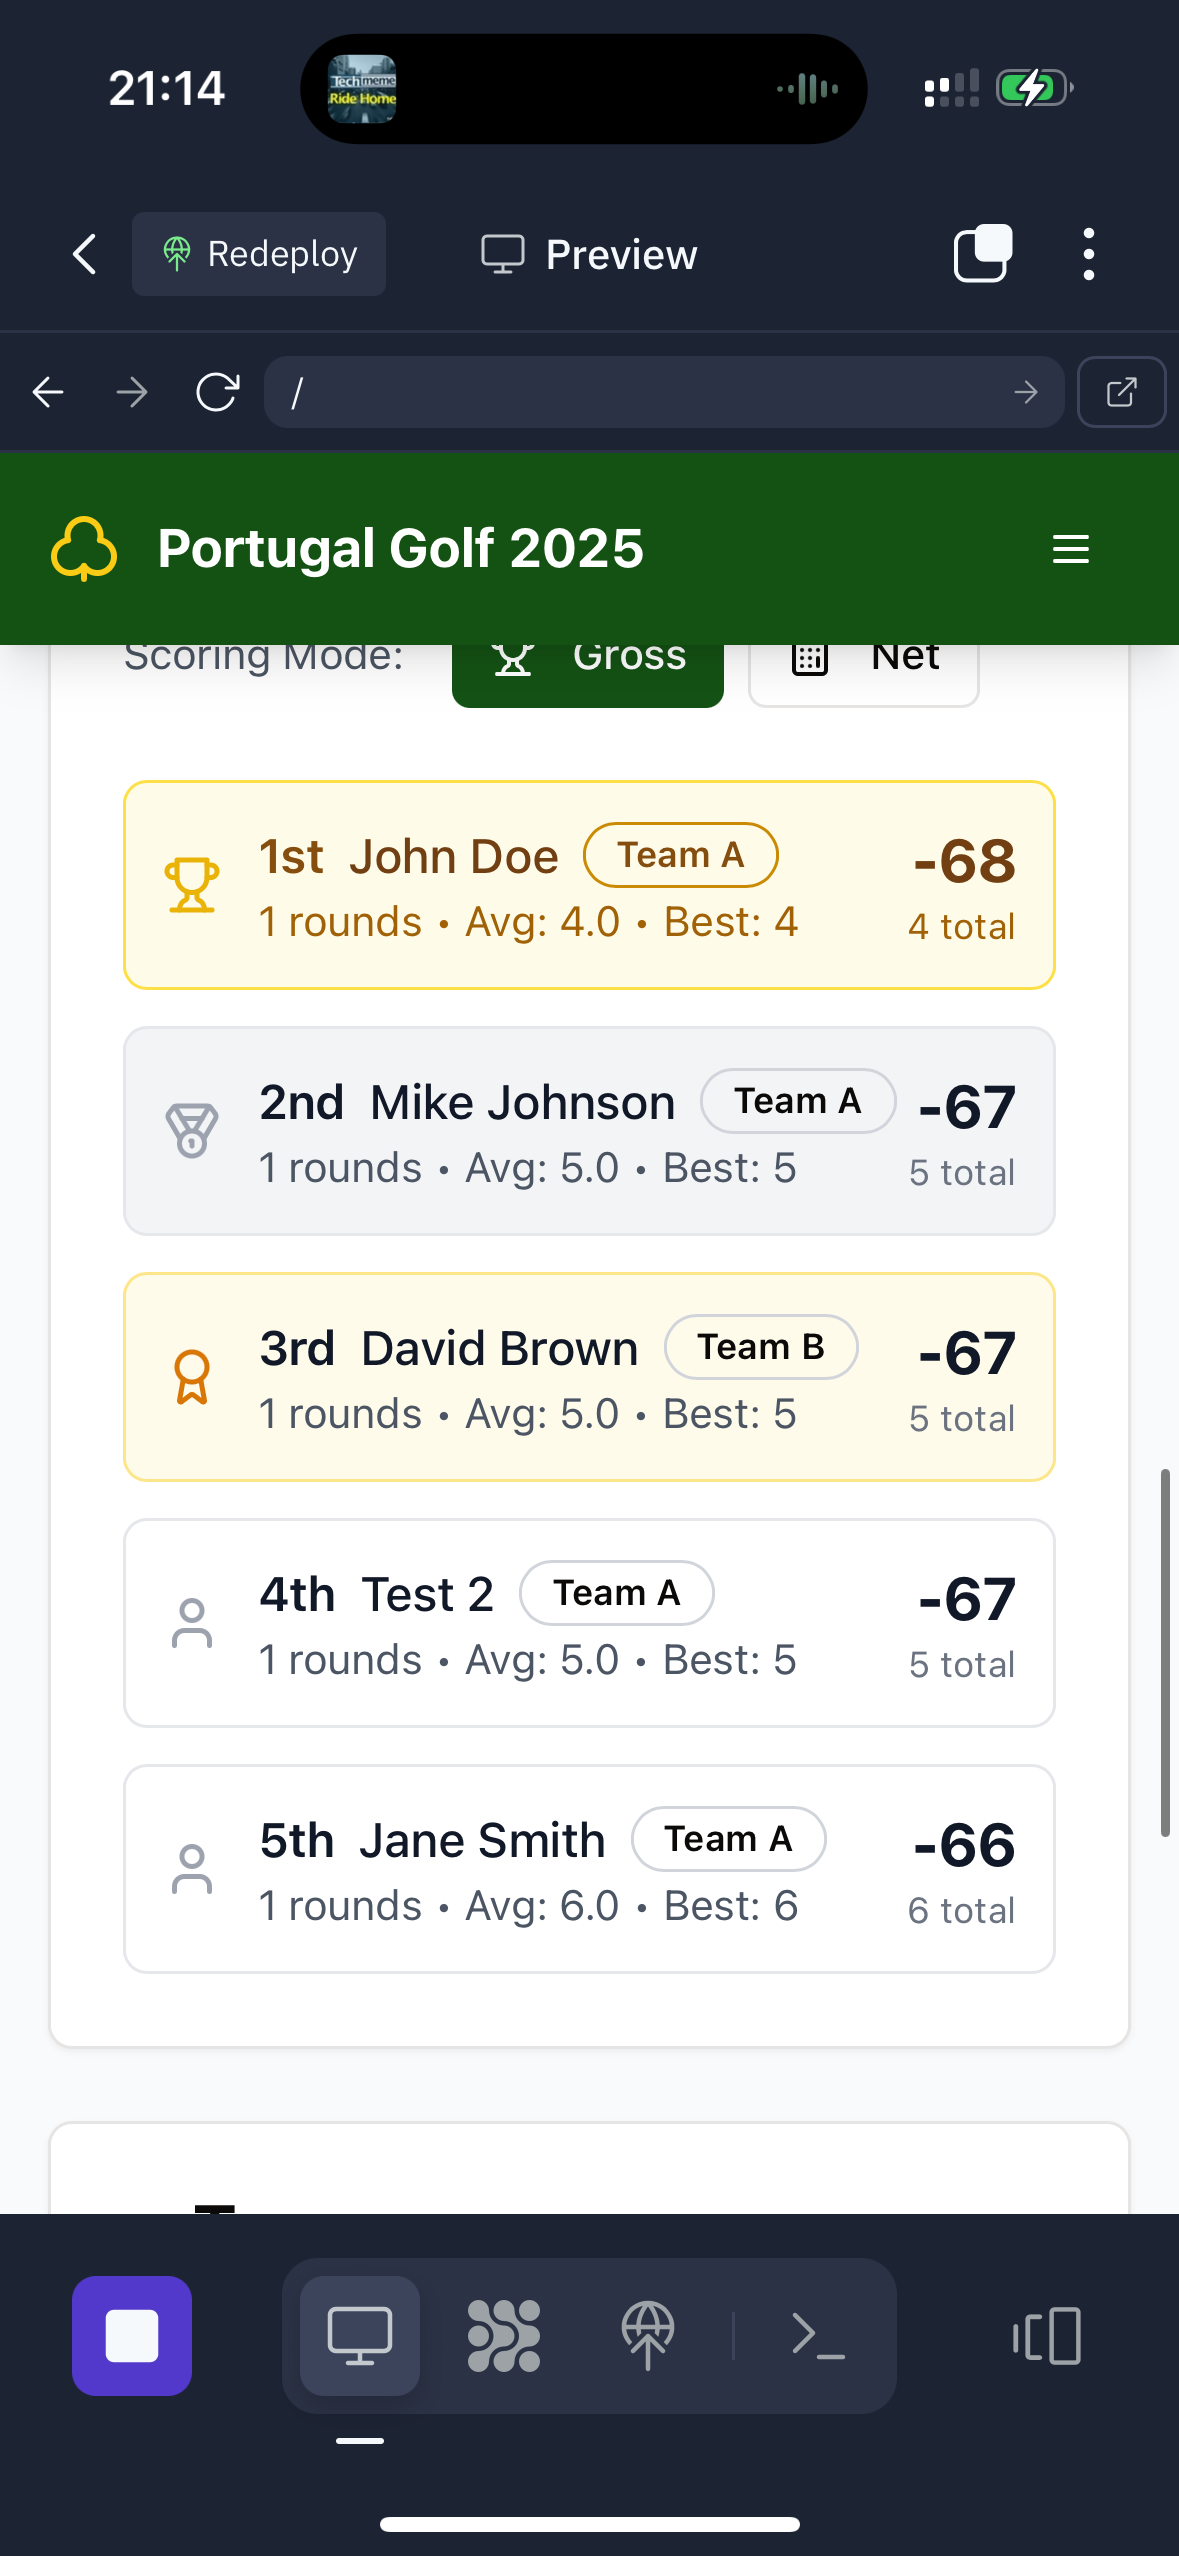 21:14
Techmeme
Ride Home
Redeploy
Preview
/
Portugal Golf 2025
Scoring Mode: Gross Net
1st John Doe Team A -68
1 rounds • Avg: 4.0 • Best: 4 4 total
2nd Mike Johnson Team A -67
1 rounds • Avg: 5.0 • Best: 5 5 total
3rd David Brown Team B -67
1 rounds • Avg: 5.0 • Best: 5 5 total
4th Test 2 Team A -67
1 rounds • Avg: 5.0 • Best: 5 5 total
5th Jane Smith Team A -66
1 rounds • Avg: 6.0 • Best: 6 6 total